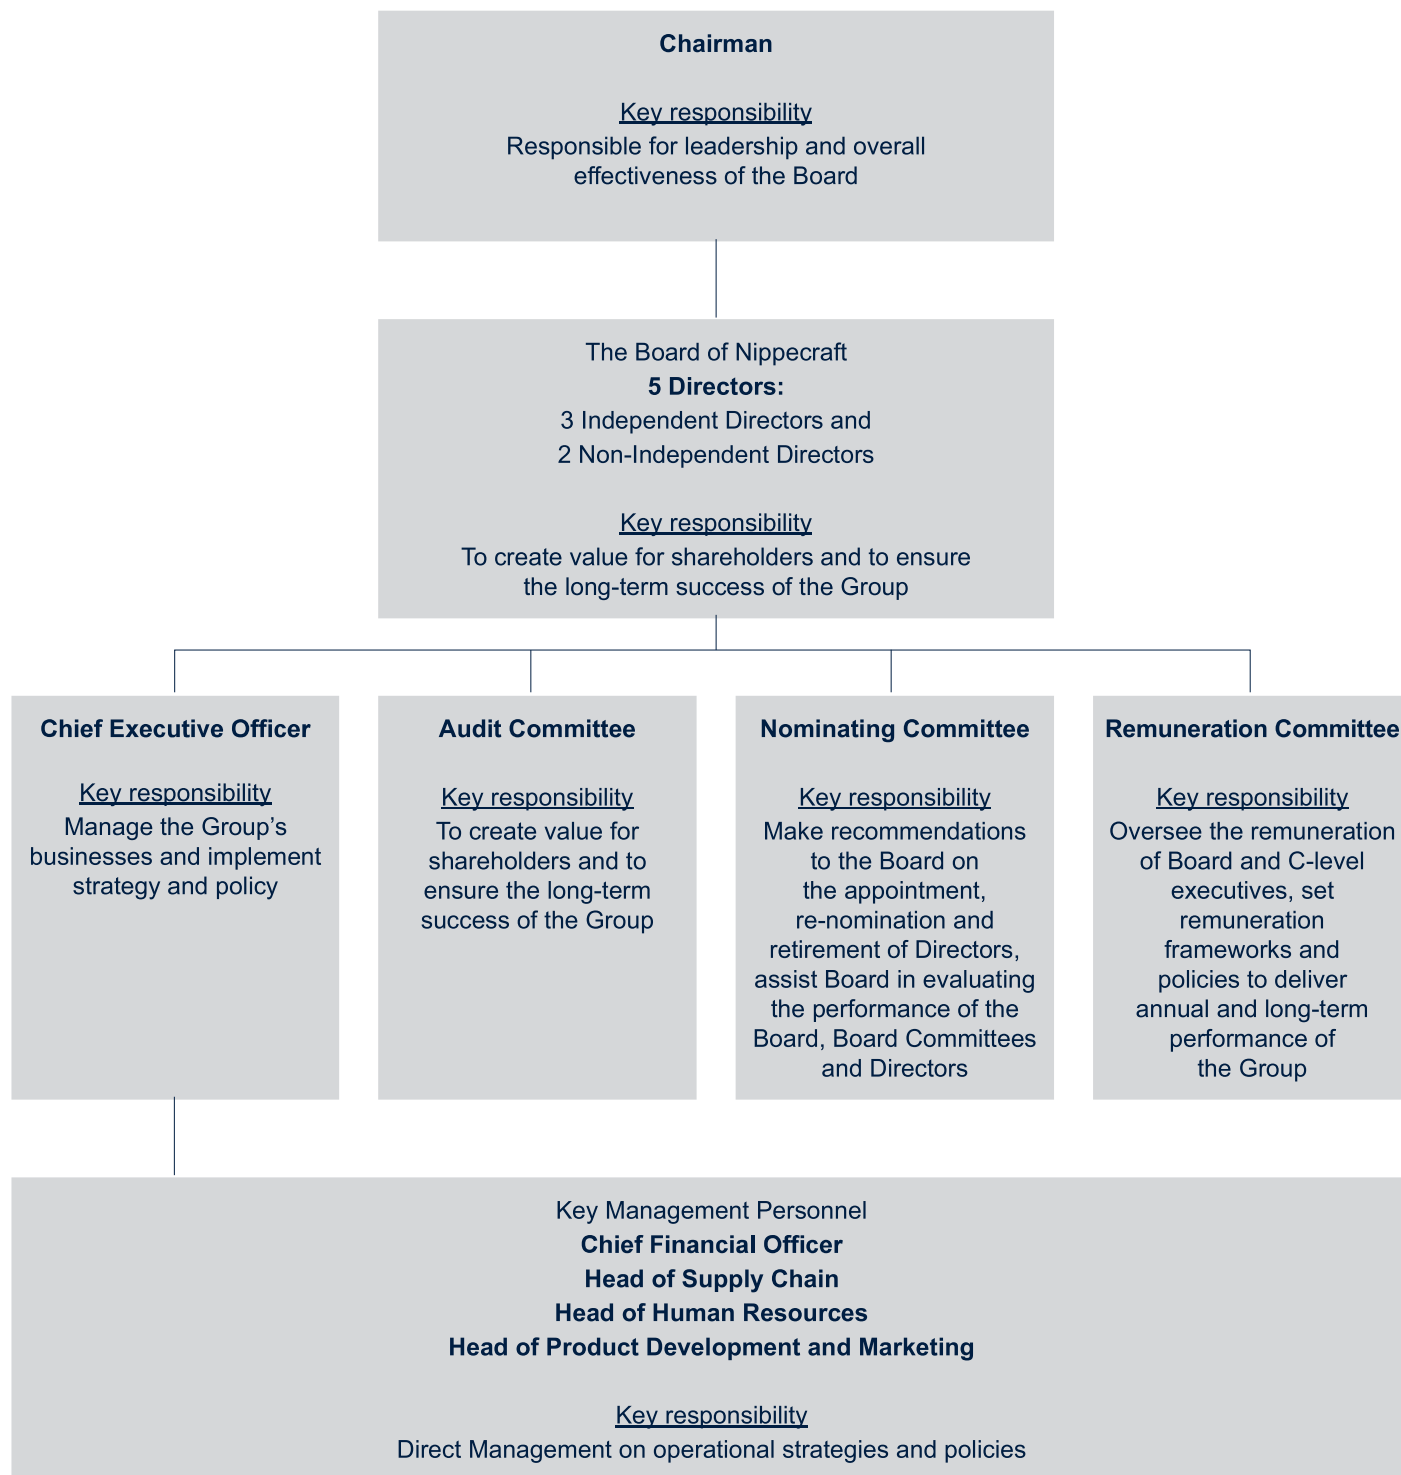 Chairman
Key responsibility
Responsible for leadership and overall
effectiveness of the Board
The Board of Nippecraft
5 Directors:
3 Independent Directors and
2 Non-Independent Directors
Key responsibility
To create value for shareholders and to ensure
the long-term success of the Group
Chief Executive Officer
Key responsibility
Manage the Group’s
businesses and implement
strategy and policy
Audit Committee
Key responsibility
To create value for
shareholders and to
ensure the long-term
success of the Group
Nominating Committee
Key responsibility
Make recommendations
to the Board on
the appointment,
re-nomination and
retirement of Directors,
assist Board in evaluating
the performance of the
Board, Board Committees
and Directors
Remuneration Committee
Key responsibility
Oversee the remuneration
of Board and C-level
executives, set
remuneration
frameworks and
policies to deliver
annual and long-term
performance of
the Group
Key Management Personnel
Chief Financial Officer
Head of Supply Chain
Head of Human Resources
Head of Product Development and Marketing
Key responsibility
Direct Management on operational strategies and policies